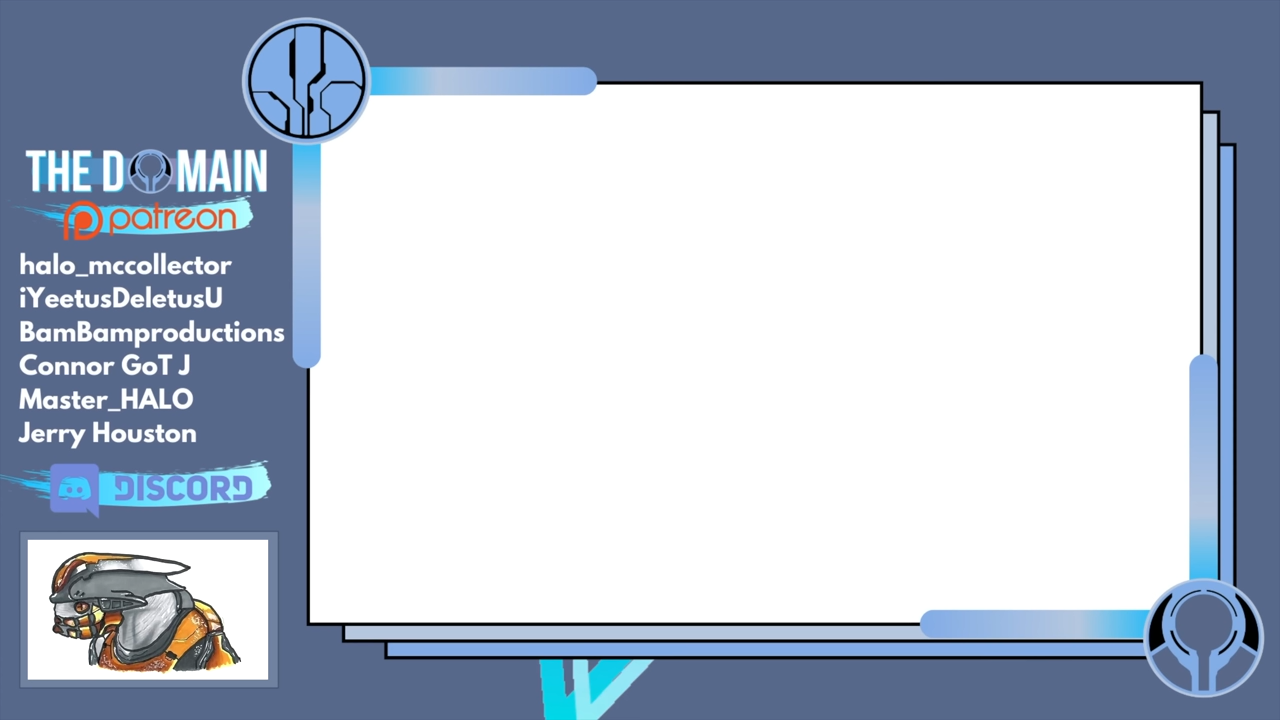 THE DOMAIN
patreon
halo_mccollector
iYeetusDeletusU
BamBamproductions
Connor GoT J
Master_HALO
Jerry Houston
DISCORD